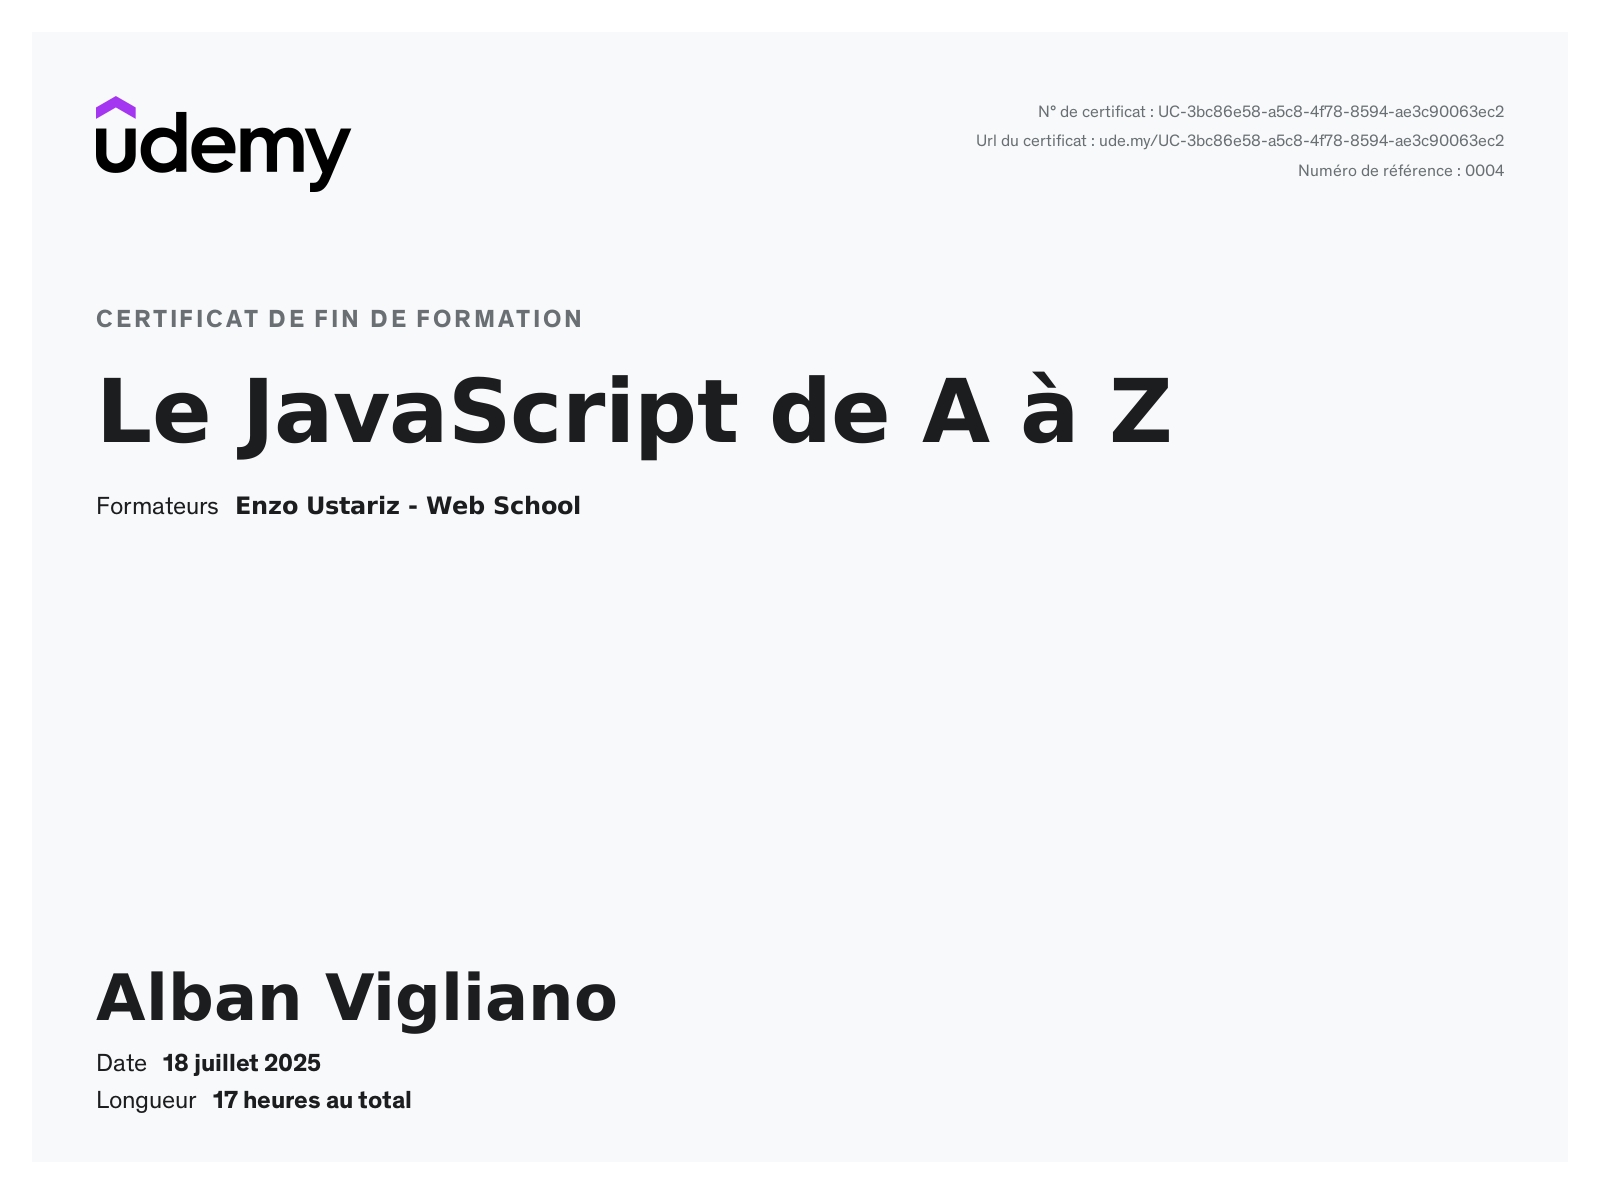 udemy
N° de certificat : UC-3bc86e58-a5c8-4f78-8594-ae3c90063ec2
Url du certificat : ude.my/UC-3bc86e58-a5c8-4f78-8594-ae3c90063ec2
Numéro de référence : 0004
CERTIFICAT DE FIN DE FORMATION
Le JavaScript de A à Z
Formateurs Enzo Ustariz - Web School
Alban Vigliano
Date 18 juillet 2025
Longueur 17 heures au total